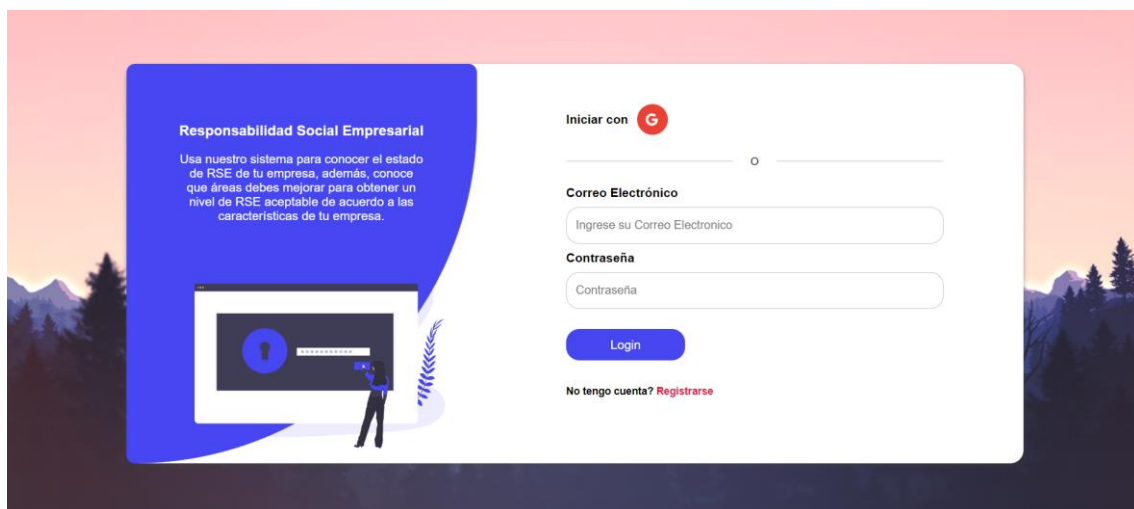 Responsabilidad Social Empresarial
Usa nuestro sistema para conocer el estado
de RSE de tu empresa, además, conoce
que áreas debes mejorar para obtener un
nivel de RSE aceptable de acuerdo a las
características de tu empresa.
Iniciar con G
O
Correo Electrónico
Ingrese su Correo Electronico
Contraseña
Contraseña
Login
No tengo cuenta? Registrarse